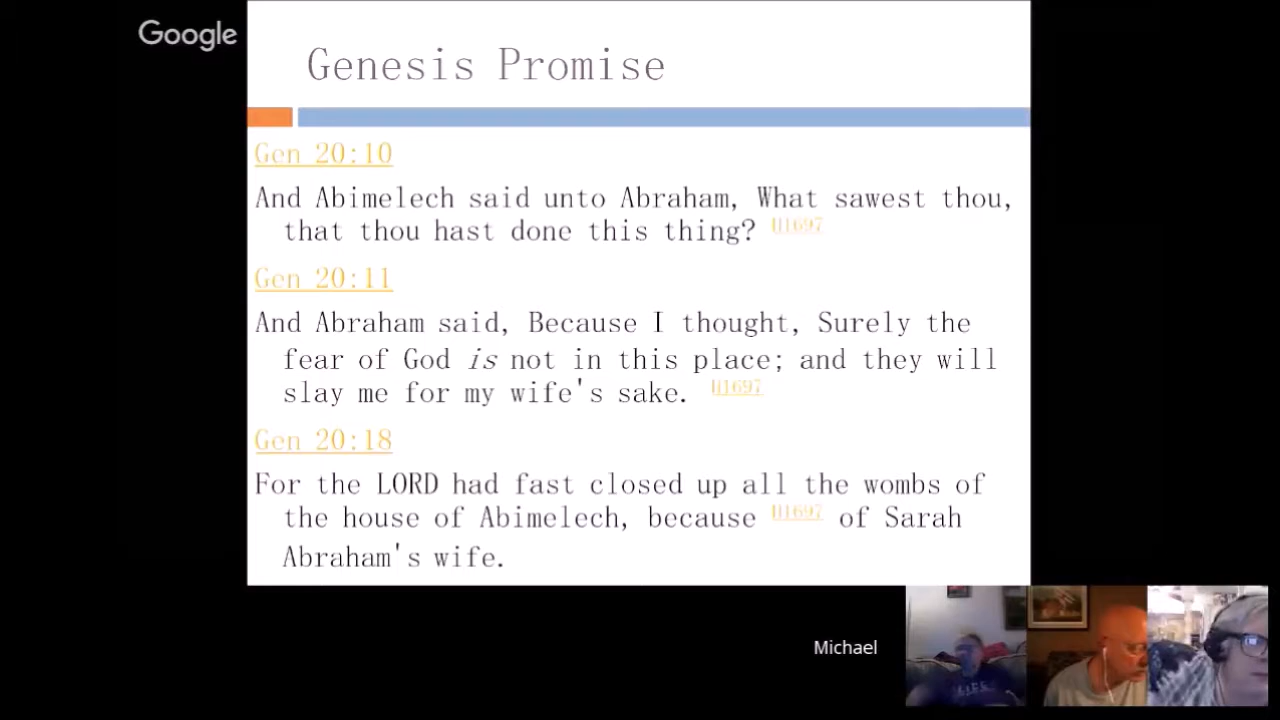 Google
Genesis Promise
Gen 20:10
And Abimelech said unto Abraham, What sawest thou,
that thou hast done this thing? H1697
Gen 20:11
And Abraham said, Because I thought, Surely the
fear of God is not in this place; and they will
slay me for my wife's sake. H1697
Gen 20:18
For the LORD had fast closed up all the wombs of
the house of Abimelech, because H1697 of Sarah
Abraham's wife.
Michael